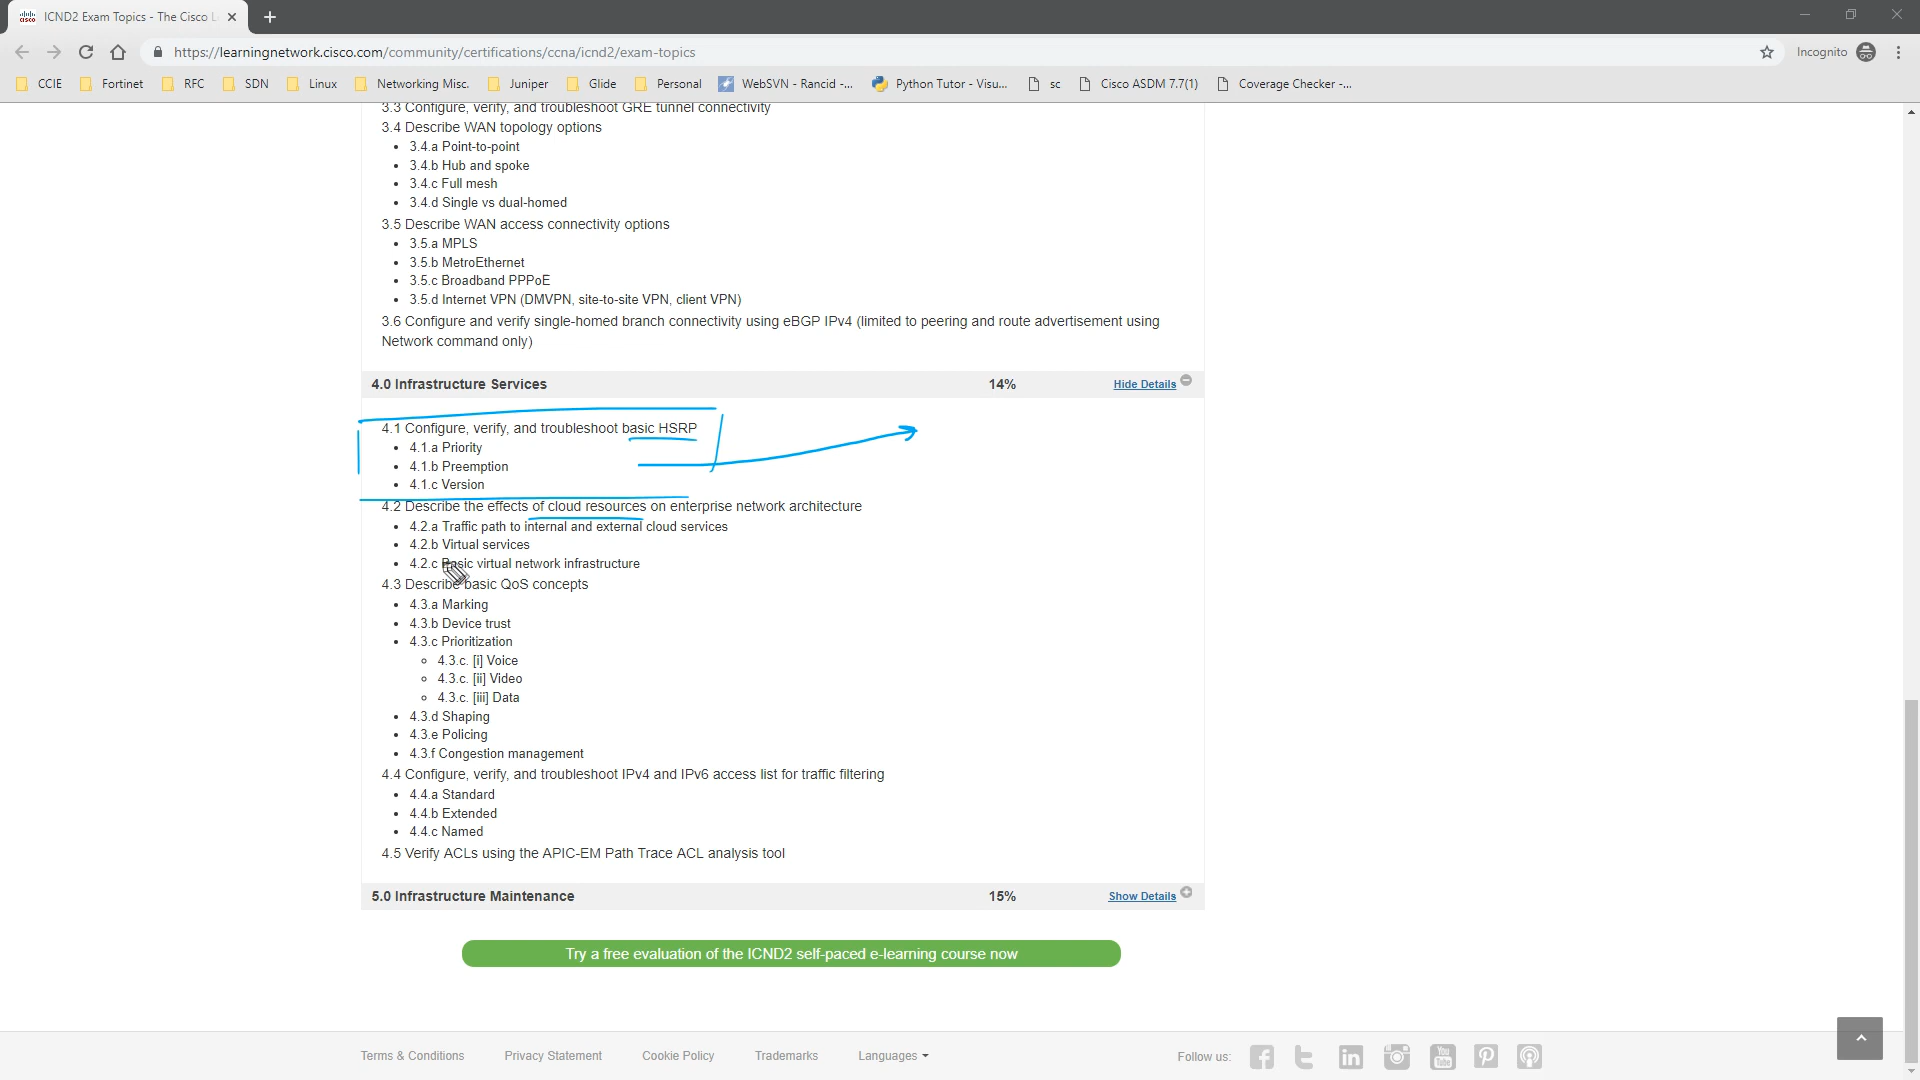 ICND2 Exam Topics - The Cisco L
https://learningnetwork.cisco.com/community/certifications/ccna/icnd2/exam-topics
Incognito
CCIE Fortinet RFC SDN Linux Networking Misc. Juniper Glide Personal WebSVN - Rancid -... Python Tutor - Visu... sc Cisco ASDM 7.7(1) Coverage Checker -...
3.3 Configure, verify, and troubleshoot GRE tunnel connectivity
3.4 Describe WAN topology options
• 3.4.a Point-to-point
• 3.4.b Hub and spoke
• 3.4.c Full mesh
• 3.4.d Single vs dual-homed
3.5 Describe WAN access connectivity options
• 3.5.a MPLS
• 3.5.b MetroEthernet
• 3.5.c Broadband PPPoE
• 3.5.d Internet VPN (DMVPN, site-to-site VPN, client VPN)
3.6 Configure and verify single-homed branch connectivity using eBGP IPv4 (limited to peering and route advertisement using
Network command only)
4.0 Infrastructure Services 14% Hide Details
4.1 Configure, verify, and troubleshoot basic HSRP
• 4.1.a Priority
• 4.1.b Preemption
• 4.1.c Version
4.2 Describe the effects of cloud resources on enterprise network architecture
• 4.2.a Traffic path to internal and external cloud services
• 4.2.b Virtual services
• 4.2.c Basic virtual network infrastructure
4.3 Describe basic QoS concepts
• 4.3.a Marking
• 4.3.b Device trust
• 4.3.c Prioritization
◦ 4.3.c. [i] Voice
◦ 4.3.c. [ii] Video
◦ 4.3.c. [iii] Data
• 4.3.d Shaping
• 4.3.e Policing
• 4.3.f Congestion management
4.4 Configure, verify, and troubleshoot IPv4 and IPv6 access list for traffic filtering
• 4.4.a Standard
• 4.4.b Extended
• 4.4.c Named
4.5 Verify ACLs using the APIC-EM Path Trace ACL analysis tool
5.0 Infrastructure Maintenance 15% Show Details
Try a free evaluation of the ICND2 self-paced e-learning course now
Terms & Conditions Privacy Statement Cookie Policy Trademarks Languages Follow us: